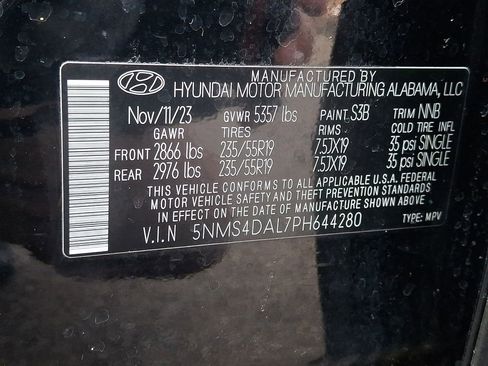 MANUFACTURED BY
HYUNDAI MOTOR MANUFACTURING ALABAMA, LLC
Nov/11/23 GVWR 5357 lbs PAINT S3B TRIM NNB
GAWR TIRES RIMS COLD TIRE INFL
FRONT 2866 lbs 235/55R19 7.5JX19 35 psi SINGLE
REAR 2976 lbs 235/55R19 7.5JX19 35 psi SINGLE
THIS VEHICLE CONFORMS TO ALL APPLICABLE U.S.A. FEDERAL
MOTOR VEHICLE SAFETY AND THEFT PREVENTION STANDARDS
IN EFFECT ON THE DATE OF MANUFACTURE SHOWN ABOVE.
V.I.N 5NMS4DAL7PH644280 TYPE: MPV